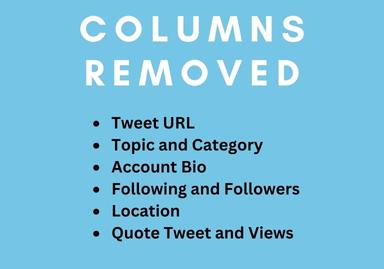 COLUMNS
REMOVED
• Tweet URL
• Topic and Category
• Account Bio
• Following and Followers
• Location
• Quote Tweet and Views